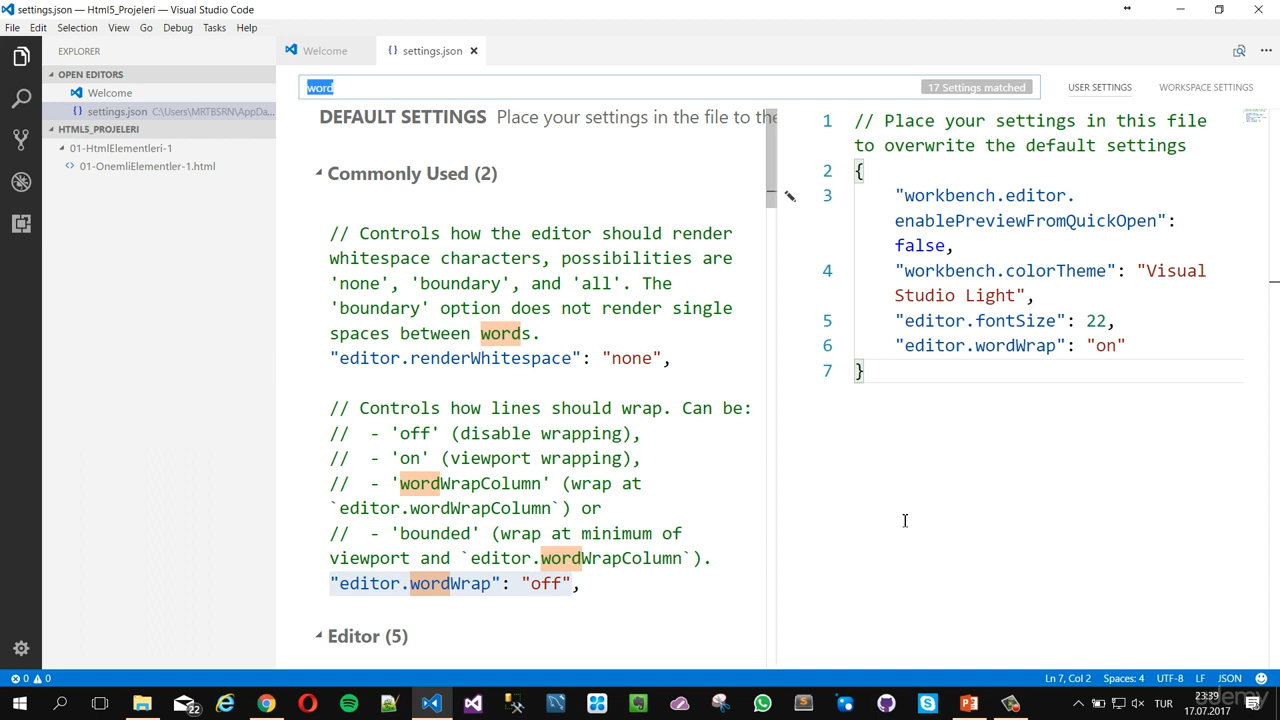 settings.json — Html5_Projeleri — Visual Studio Code
File Edit Selection View Go Debug Tasks Help
EXPLORER
OPEN EDITORS
Welcome
settings.json C:\Users\MRTBSRN\AppDa...
HTML5_PROJELERI
01-HtmlElementleri-1
01-OnemliElementler-1.html
Welcome
settings.json
word
17 Settings matched
USER SETTINGS
WORKSPACE SETTINGS
DEFAULT SETTINGS Place your settings in the file to the
Commonly Used (2)
// Controls how the editor should render
whitespace characters, possibilities are
'none', 'boundary', and 'all'. The
'boundary' option does not render single
spaces between words.
"editor.renderWhitespace": "none",
// Controls how lines should wrap. Can be:
// - 'off' (disable wrapping),
// - 'on' (viewport wrapping),
// - 'wordWrapColumn' (wrap at
`editor.wordWrapColumn`) or
// - 'bounded' (wrap at minimum of
viewport and `editor.wordWrapColumn`).
"editor.wordWrap": "off",
Editor (5)
1 // Place your settings in this file
to overwrite the default settings
2 {
3 "workbench.editor.
enablePreviewFromQuickOpen":
false,
4 "workbench.colorTheme": "Visual
Studio Light",
5 "editor.fontSize": 22,
6 "editor.wordWrap": "on"
7 }
0 0
Ln 7, Col 2 Spaces: 4 UTF-8 LF JSON
22
TUR
23:39
17.07.2017
udemy